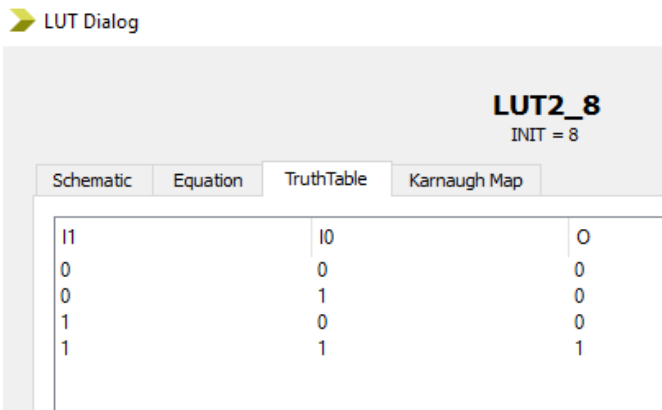 LUT Dialog
LUT2_8
INIT = 8
Schematic Equation TruthTable Karnaugh Map
I1 I0 O
0 0 0
0 1 0
1 0 0
1 1 1